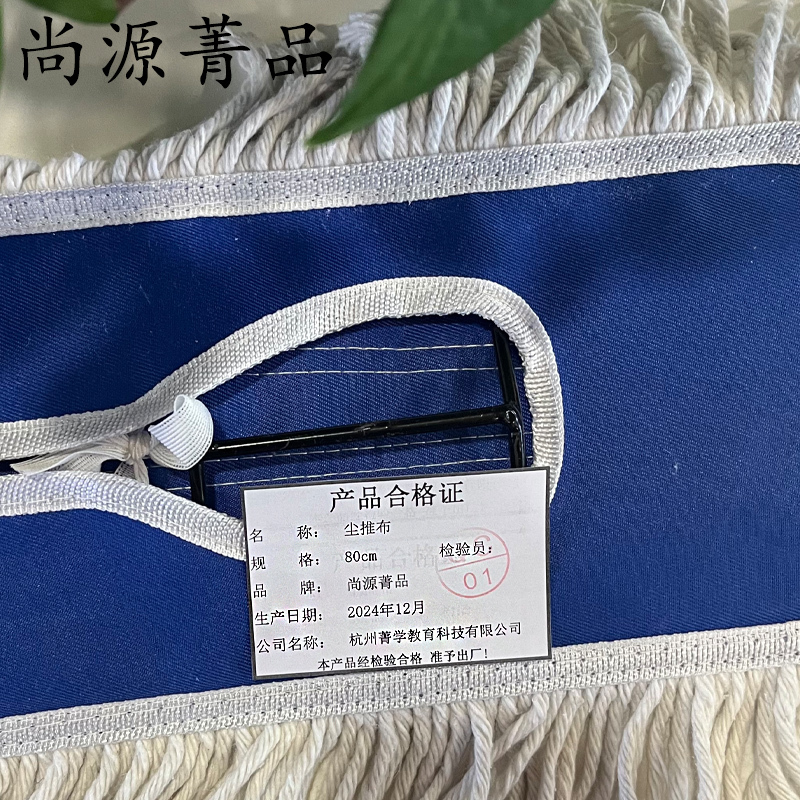 尚源菁品
产品合格证
名 称: 尘推布
规 格: 80cm 检验员:
01
品 牌: 尚源菁品
生产日期: 2024年12月
公司名称: 杭州菁学教育科技有限公司
本产品经检验合格 准予出厂!